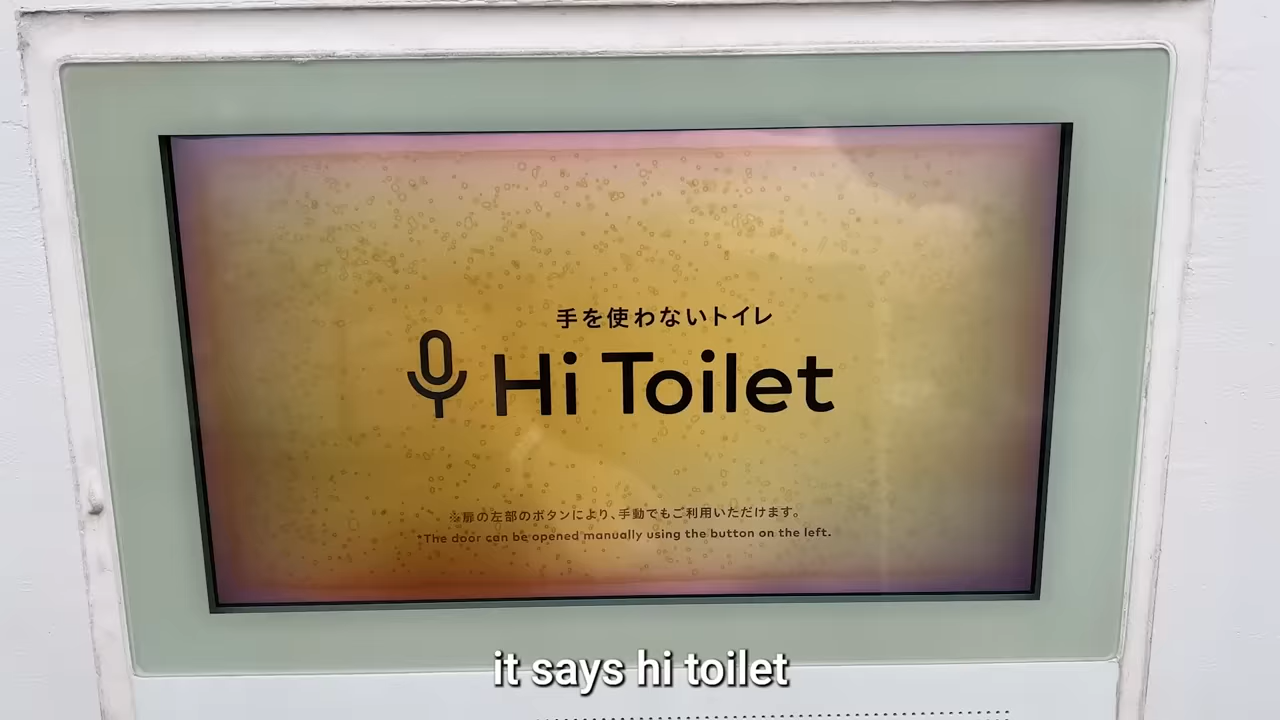 手を使わないトイレ
Hi Toilet
※扉の左部のボタンにより、手動でもご利用いただけます。
*The door can be opened manually using the button on the left.
it says hi toilet